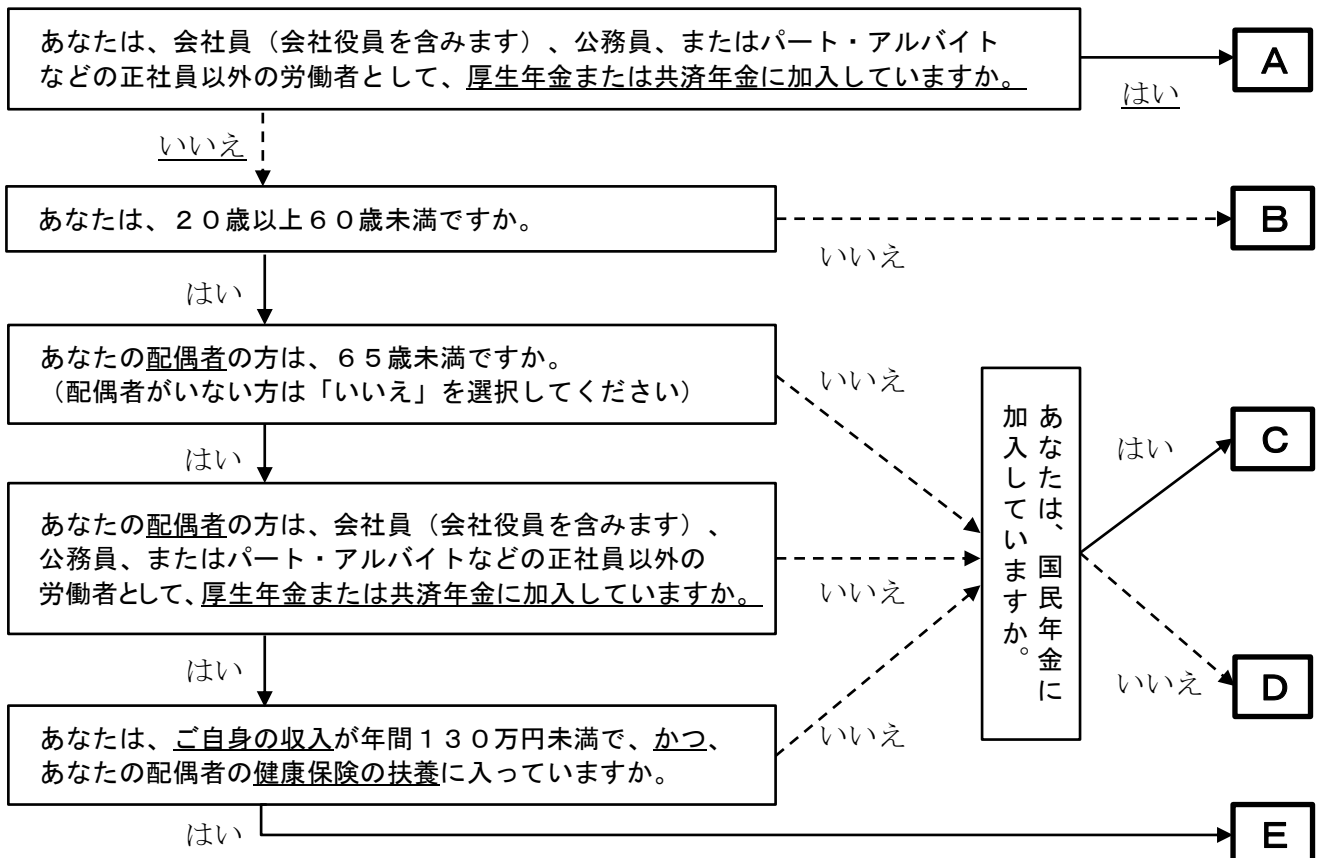 あなたは、会社員（会社役員を含みます）、公務員、またはパート・アルバイト
などの正社員以外の労働者として、厚生年金または共済年金に加入していますか。
はい
A
いいえ
あなたは、２０歳以上６０歳未満ですか。
いいえ
B
はい
あなたの配偶者の方は、６５歳未満ですか。
（配偶者がいない方は「いいえ」を選択してください）
いいえ
はい
あなたの配偶者の方は、会社員（会社役員を含みます）、
公務員、またはパート・アルバイトなどの正社員以外の
労働者として、厚生年金または共済年金に加入していますか。
いいえ
はい
あなたは、ご自身の収入が年間１３０万円未満で、かつ、
あなたの配偶者の健康保険の扶養に入っていますか。
いいえ
あなたは、国民年金に
加入していますか。
はい
C
いいえ
D
はい
E